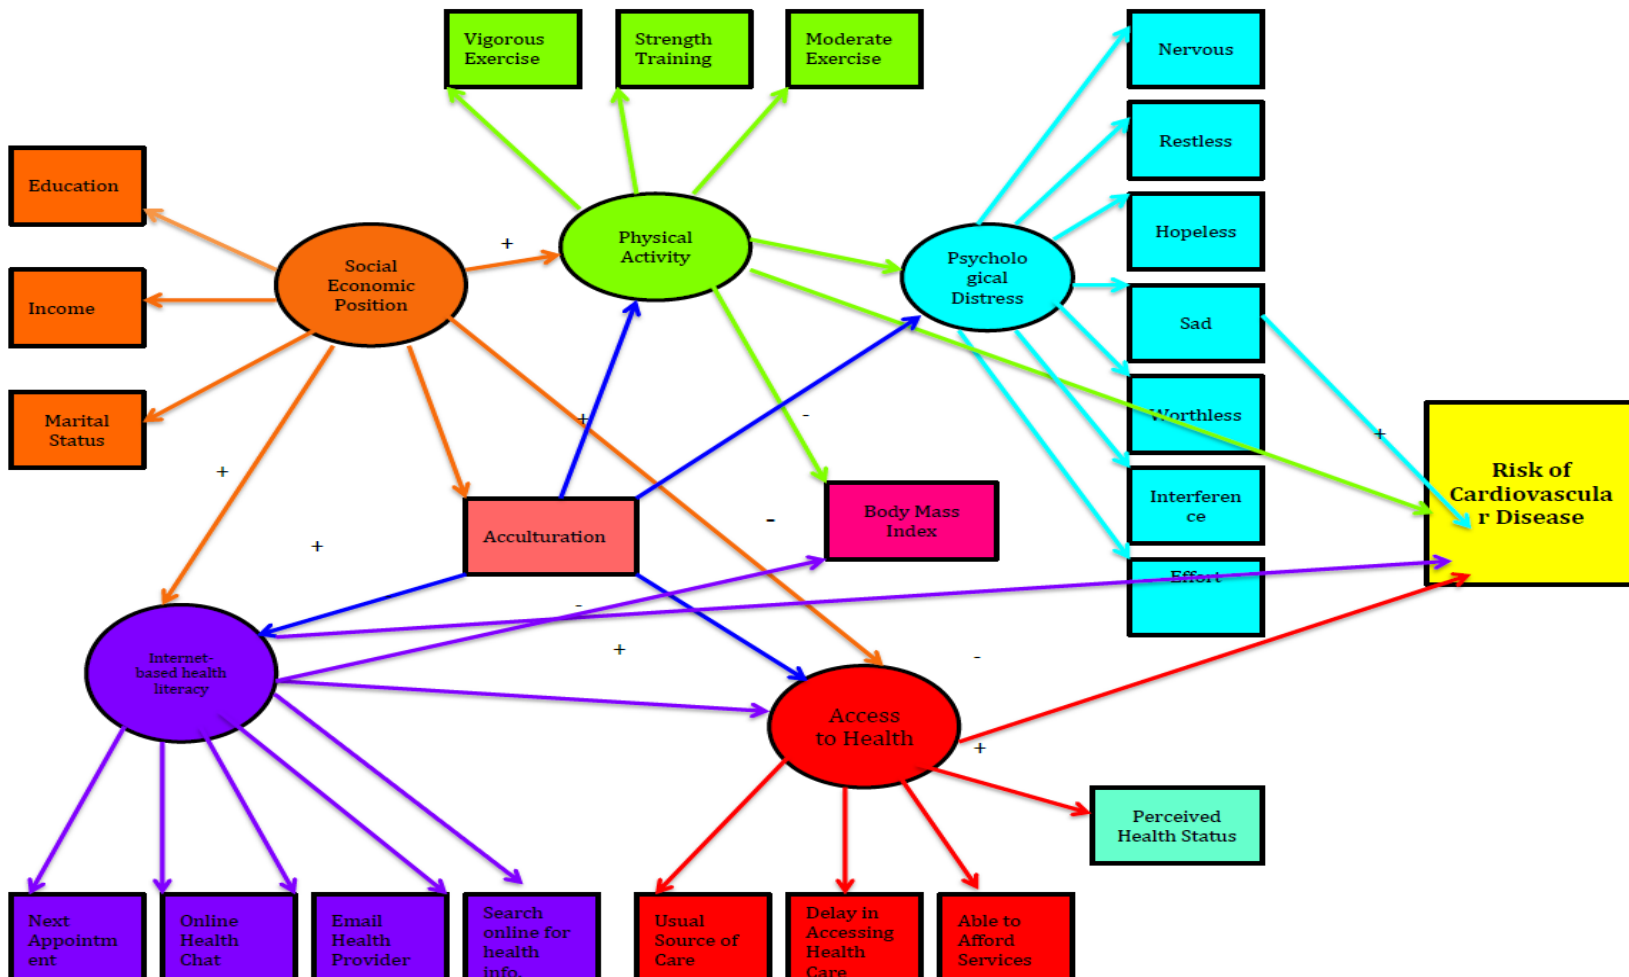 Vigorous
Exercise
Strength
Training
Moderate
Exercise
Nervous
Restless
Education
Hopeless
Social
Economic
Position
+
Physical
Activity
Psycholo
gical
Distress
Income
Sad
Marital
Status
+
+
-
Worthless
+
Risk of
Cardiovascula
r Disease
Acculturation
+
-
Body Mass
Index
Interferen
ce
Effort
-
+
-
Internet-
based health
literacy
Access
to Health
+
Perceived
Health Status
Next
Appointm
ent
Online
Health
Chat
Email
Health
Provider
Search
online for
health
info.
Usual
Source of
Care
Delay in
Accessing
Health
Care
Able to
Afford
Services